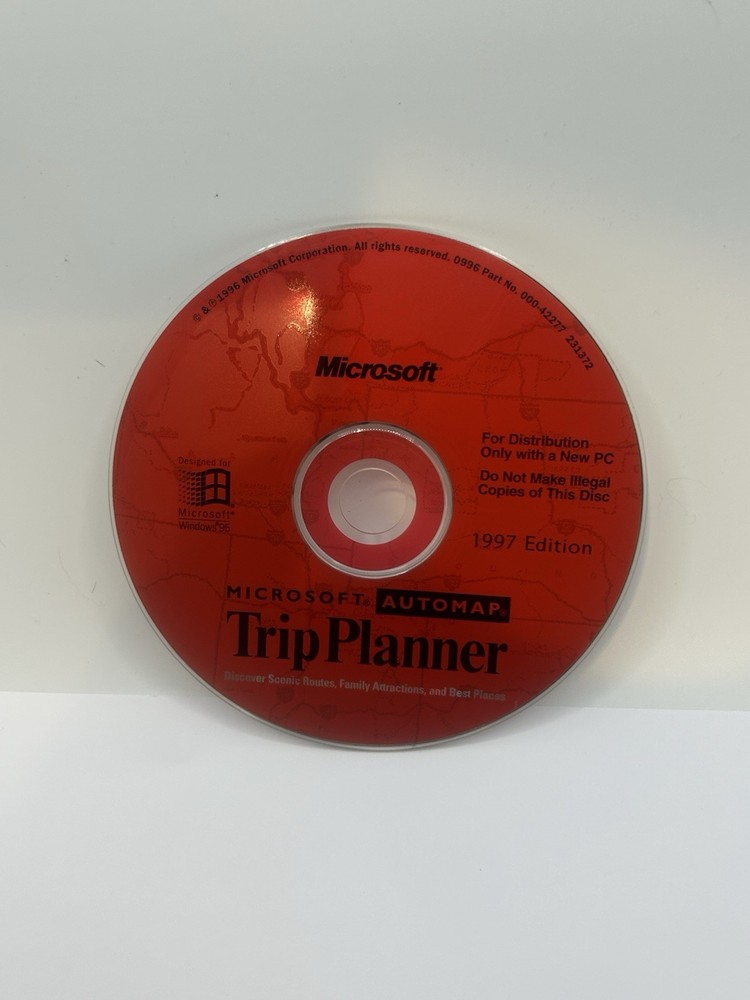 © & ℗ 1996 Microsoft Corporation. All rights reserved. 0996 Part No. 000-42277 231372
Microsoft®
For Distribution
Only with a New PC
Do Not Make Illegal
Copies of This Disc
Designed for
Microsoft®
Windows®95
1997 Edition
MICROSOFT® AUTOMAP®
Trip Planner
Discover Scenic Routes, Family Attractions, and Best Places